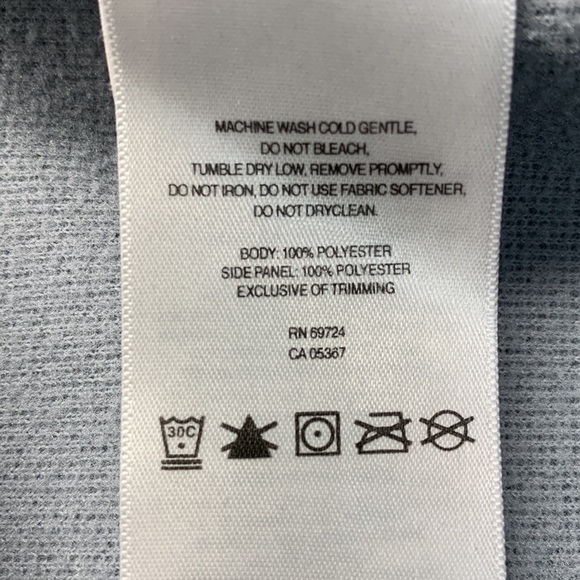 MACHINE WASH COLD GENTLE,
DO NOT BLEACH,
TUMBLE DRY LOW, REMOVE PROMPTLY,
DO NOT IRON, DO NOT USE FABRIC SOFTENER,
DO NOT DRYCLEAN.
BODY: 100% POLYESTER
SIDE PANEL: 100% POLYESTER
EXCLUSIVE OF TRIMMING
RN 69724
CA 05367
30C